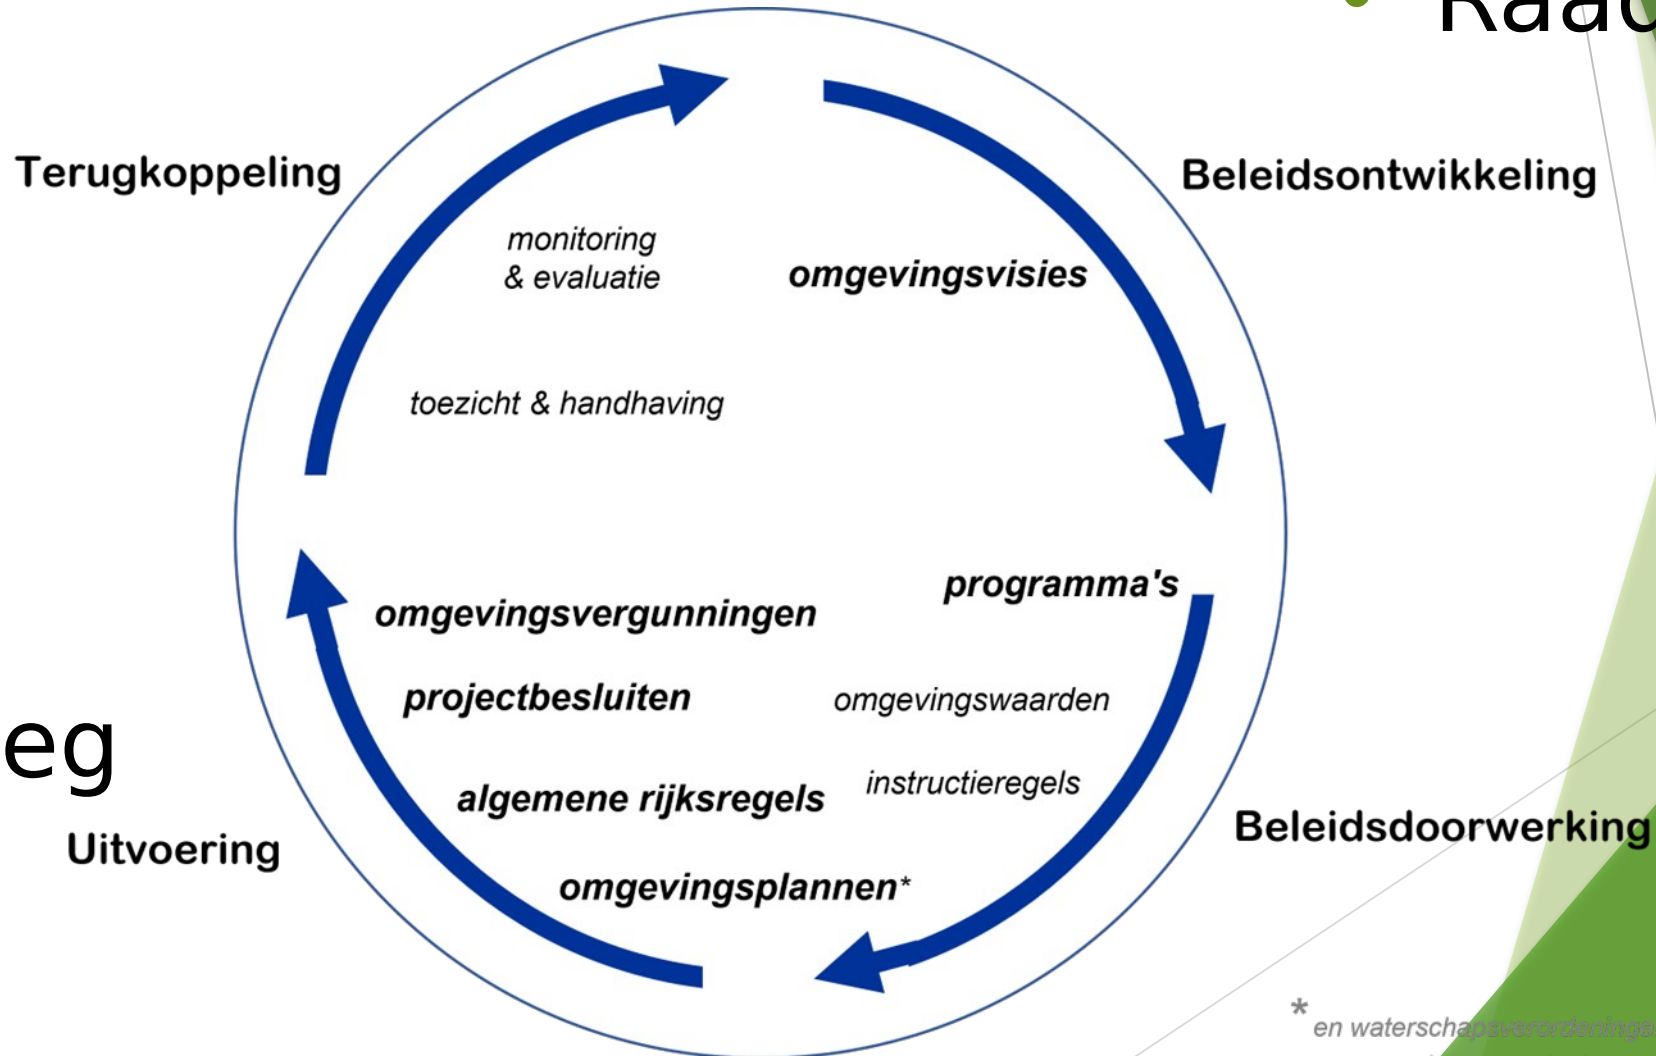 Terugkoppeling
Beleidsontwikkeling
monitoring
& evaluatie
omgevingsvisies
toezicht & handhaving
programma's
omgevingsvergunningen
projectbesluiten
omgevingswaarden
eg
instructieregels
algemene rijksregels
Beleidsdoorwerking
Uitvoering
omgevingsplannen*
* en waterschapsverordeninge